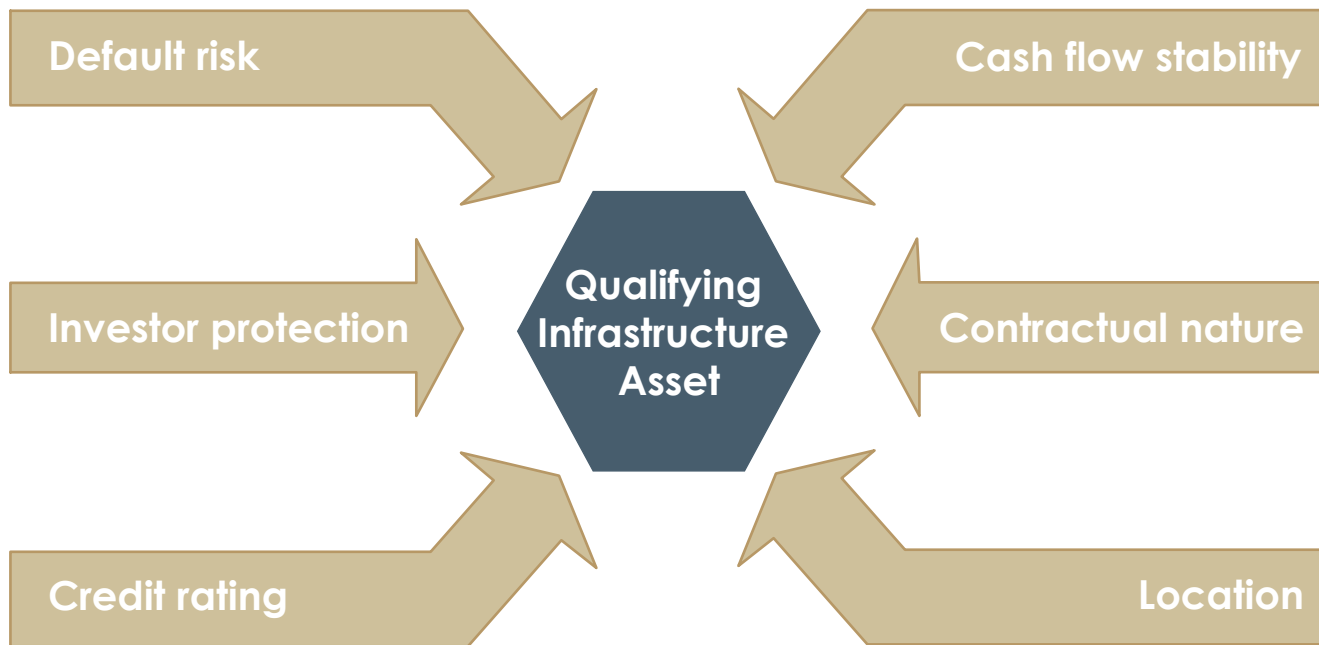 Default risk
Cash flow stability
Qualifying
Infrastructure
Asset
Investor protection
Contractual nature
Credit rating
Location